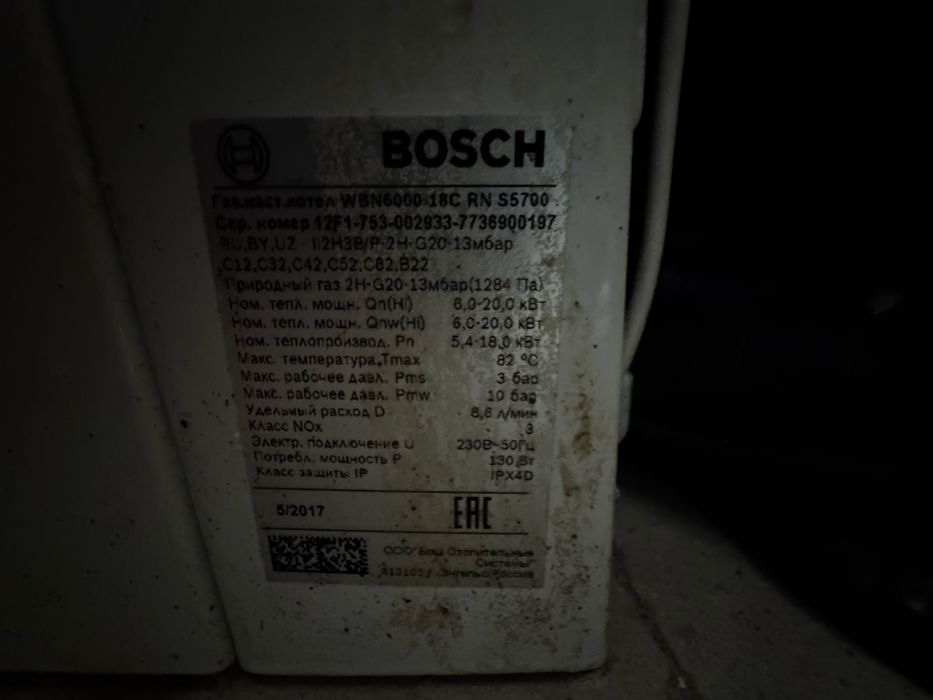 BOSCH
Газ.наст.котел WBN6000-18C RN S5700
Сер. номер 12F1-753-002933-7736900197
RU,BY,UZ II2H3B/P-2H-G20-13мбар
C12,C32,C42,C52,C82,B22
Природный газ 2H-G20-13мбар(1284 Па)
Ном. тепл. мощн. Qn(Hi) 6,0-20,0 кВт
Ном. тепл. мощн. Qnw(Hi) 6,0-20,0 кВт
Ном. теплопроизвод. Pn 5,4-18,0 кВт
Макс. температура,Tmax 82 °C
Макс. рабочее давл. Pms 3 бар
Макс. рабочее давл. Pmw 10 бар
Удельный расход D 8,6 л/мин
Класс NOx 3
Электр. подключение U 230В-50Гц
Потребл. мощность P 130 Вт
Класс защиты IP IPX4D
5/2017 EAC
ООО "Бош Отопительные
Системы"
413105 г. Энгельс Россия